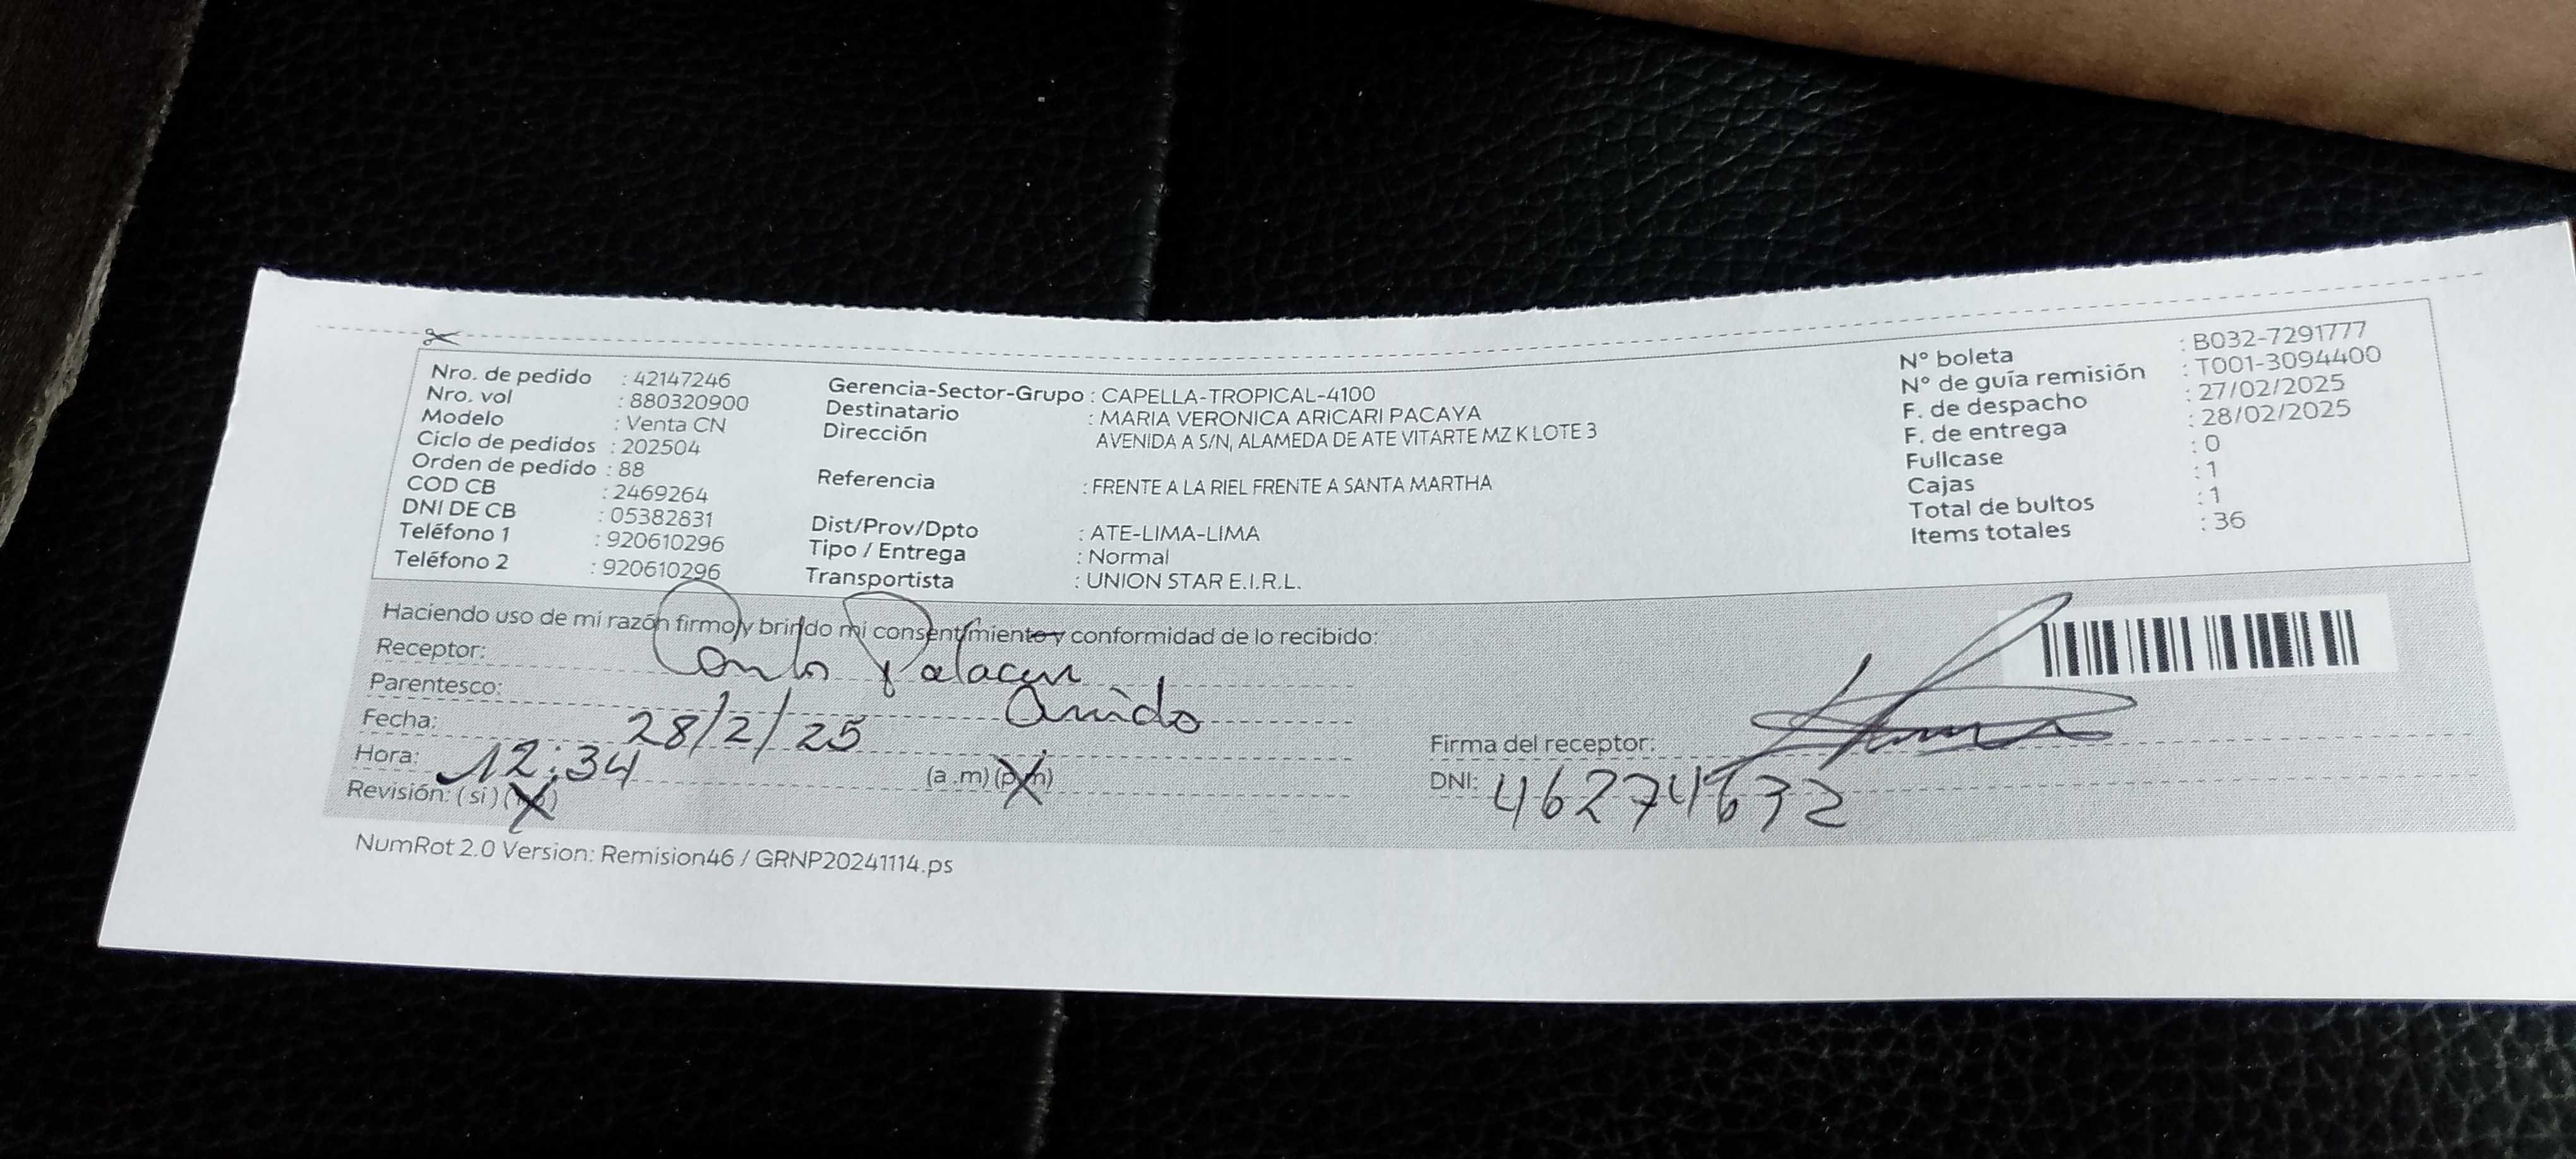 Nro. de pedido : 42147246
Nro. vol : 880320900
Modelo : Venta CN
Ciclo de pedidos : 202504
Orden de pedido : 88
COD CB : 2469264
DNI DE CB : 05382831
Teléfono 1 : 920610296
Teléfono 2 : 920610296
Gerencia-Sector-Grupo : CAPELLA-TROPICAL-4100
Destinatario : MARIA VERONICA ARICARI PACAYA
Dirección AVENIDA A S/N, ALAMEDA DE ATE VITARTE MZ K LOTE 3
Referencia : FRENTE A LA RIEL FRENTE A SANTA MARTHA
Dist/Prov/Dpto : ATE-LIMA-LIMA
Tipo / Entrega : Normal
Transportista : UNION STAR E.I.R.L.
N° boleta : B032-7291777
N° de guía remisión : T001-3094400
F. de despacho : 27/02/2025
F. de entrega : 28/02/2025
Fullcase : 0
Cajas : 1
Total de bultos : 1
Items totales : 36
Haciendo uso de mi razón firmo y brindo mi consentimiento y conformidad de lo recibido:
Receptor:
Parentesco:
Fecha: 28/2/25
Hora: 12:34 (a .m) (p.m)
Revisión: (si) (no)
Firma del receptor:
DNI: 46274632
NumRot 2.0 Version: Remision46 / GRNP20241114.ps